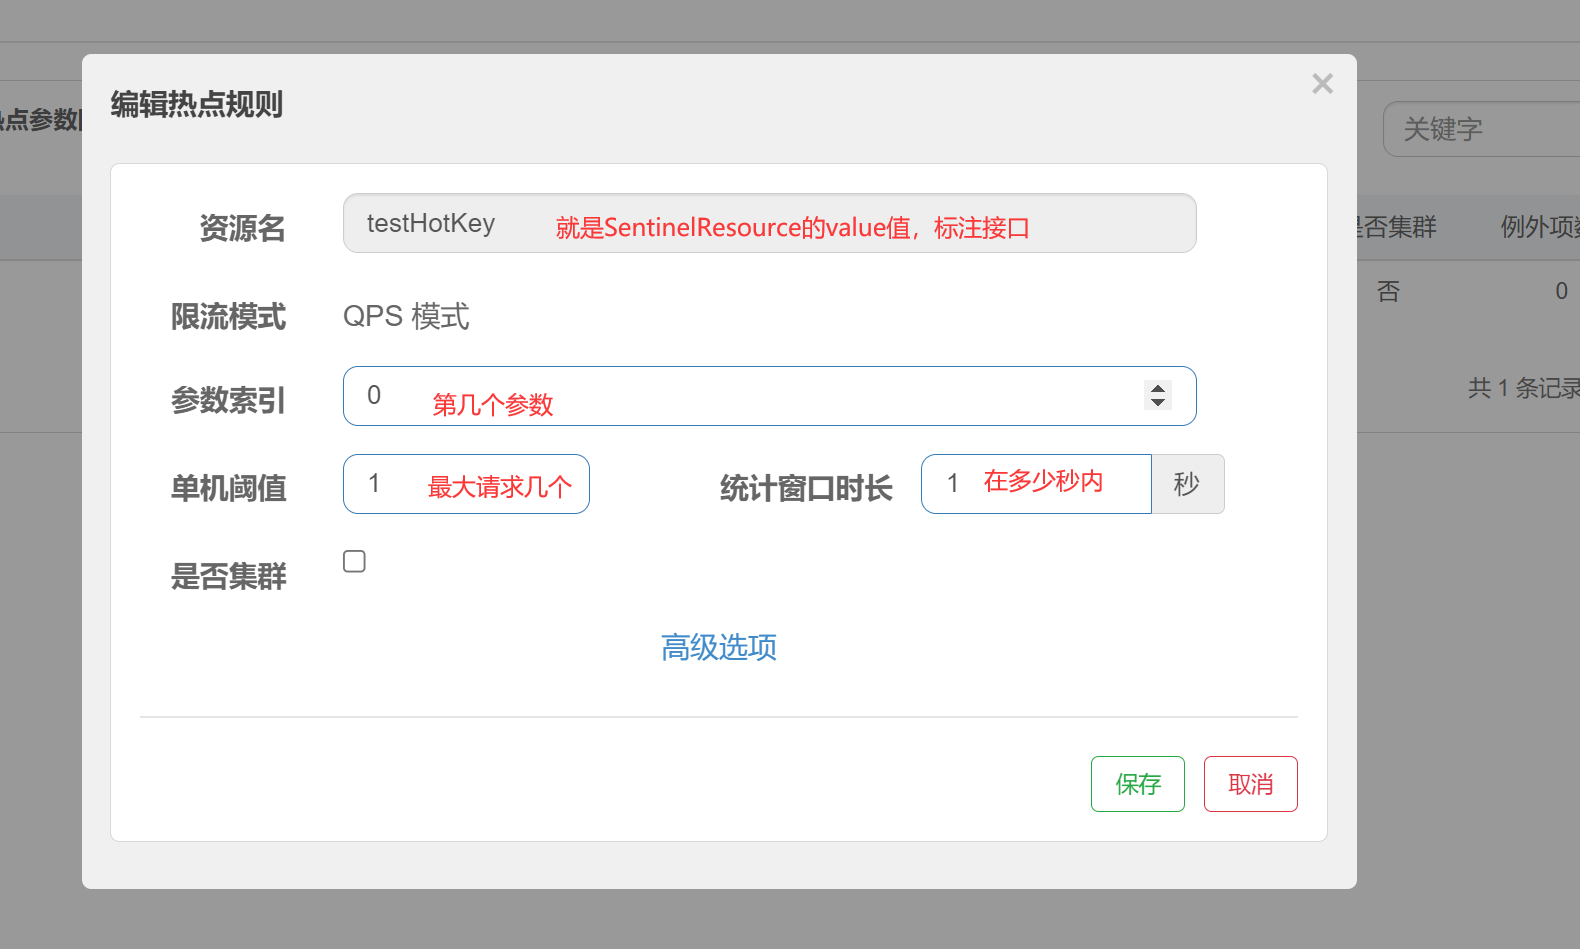 编辑热点规则
×
热点参数
关键字
资源名 testHotKey 就是SentinelResource的value值，标注接口
是否集群 例外项数
限流模式 QPS 模式
否 0
参数索引 0 第几个参数
共 1 条记录
单机阈值 1 最大请求几个 统计窗口时长 1 在多少秒内 秒
是否集群
高级选项
保存 取消